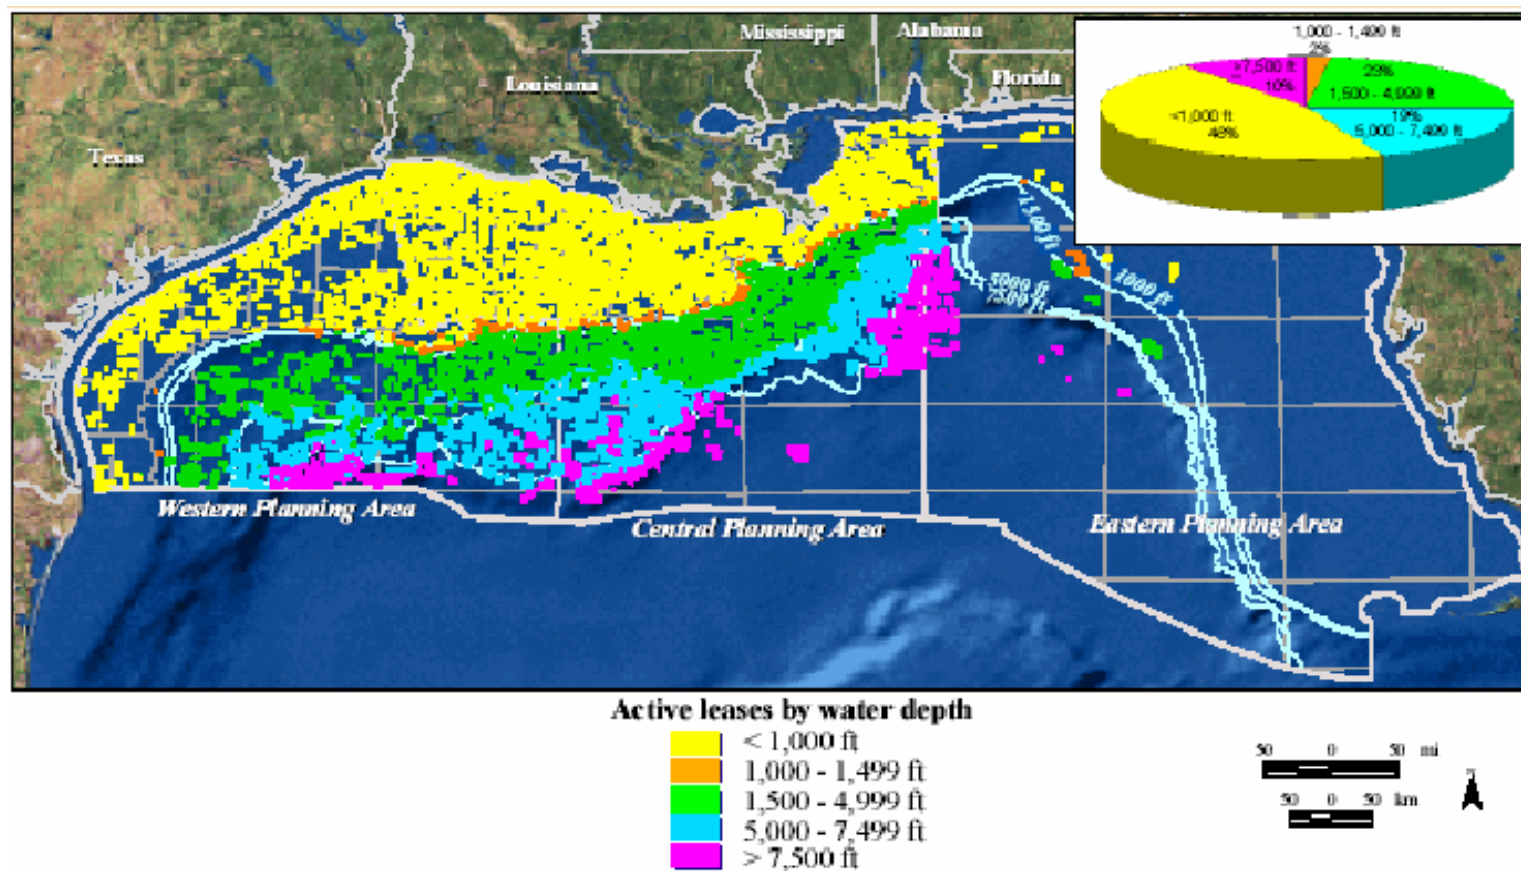 Mississippi
Alabama
Louisiana
Florida
Texas
1,000 - 1,499 ft
2%
>7,500 ft
10%
1,500 - 4,999 ft
<1,000 ft
19%
5,000 - 7,499 ft
1500 ft
1000 ft
5000 ft
7500 ft
Western Planning Area
Central Planning Area
Eastern Planning Area
Active leases by water depth
< 1,000 ft
1,000 - 1,499 ft
1,500 - 4,999 ft
5,000 - 7,499 ft
> 7,500 ft
50 0 50 mi
50 0 50 km